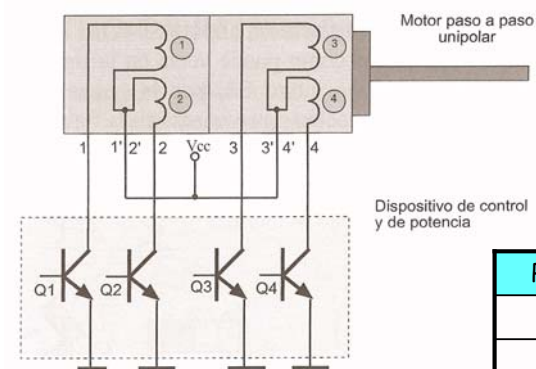 Motor paso a paso
unipolar
1
3
2
4
1 1' 2' 2 Vcc 3 3' 4' 4
Dispositivo de control
y de potencia
Q1 Q2 Q3 Q4